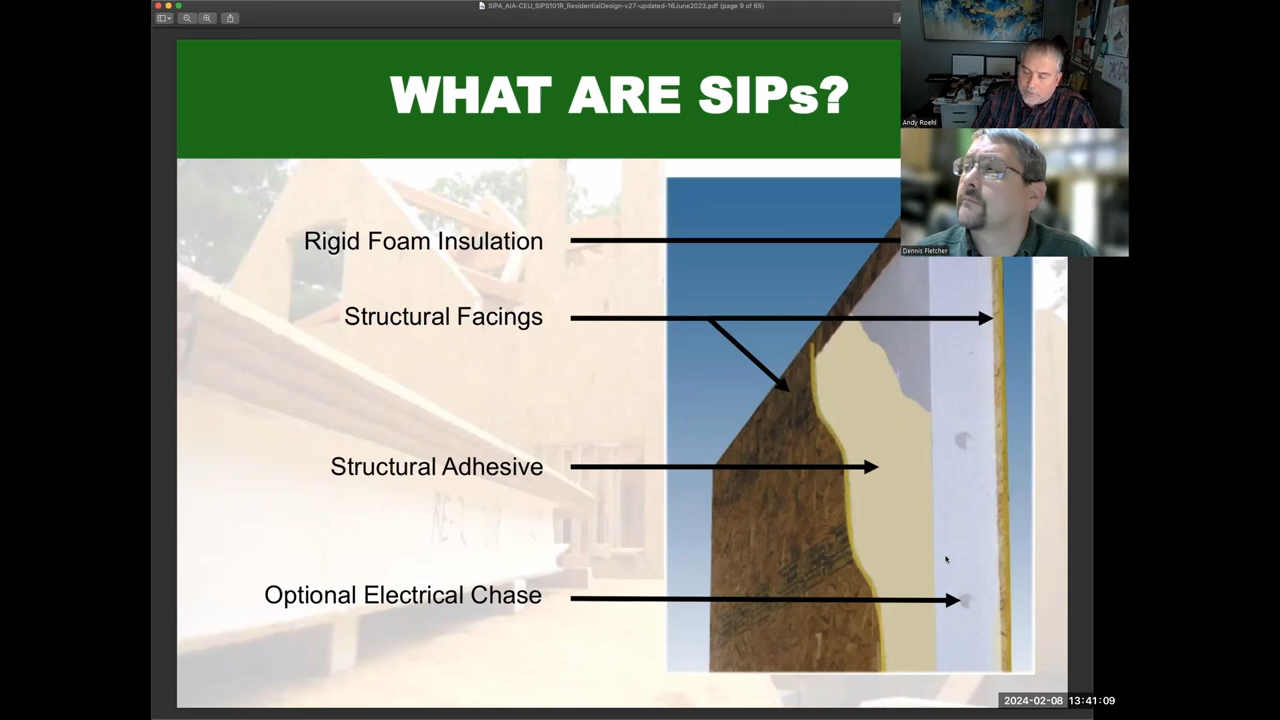 SIPA_AIA-CEU_SIPS101R_ResidentialDesign-v27-updated-16June2023.pdf (page 9 of 65)
WHAT ARE SIPs?
Andy Roehl
Rigid Foam Insulation
Dennis Fletcher
Structural Facings
Structural Adhesive
Optional Electrical Chase
2024-02-08 13:41:09